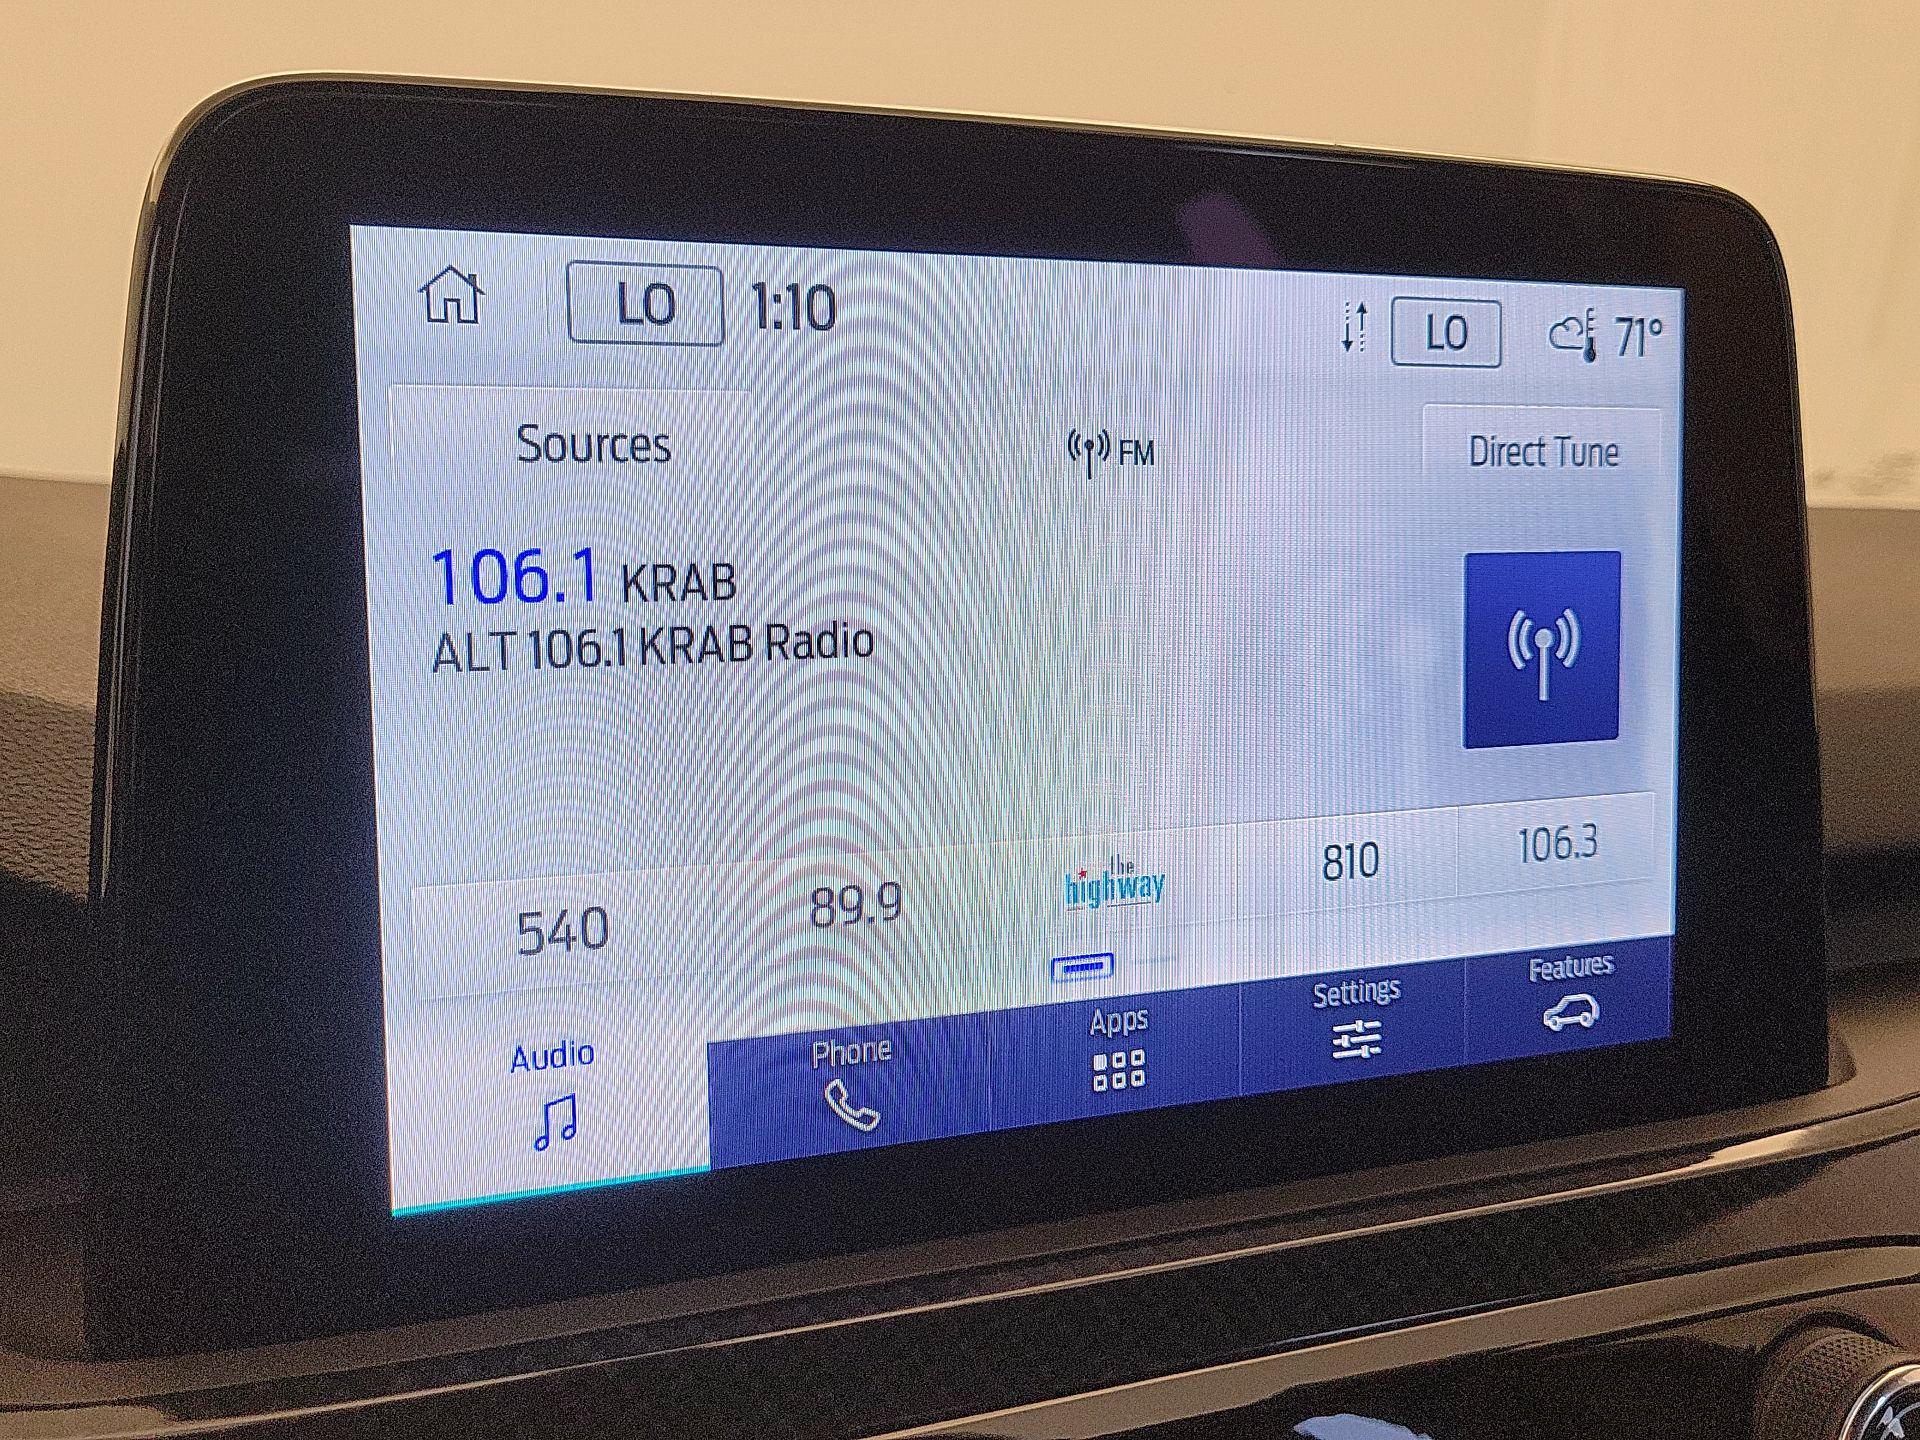 LO 1:10 LO 71°
Sources FM Direct Tune
106.1 KRAB
ALT 106.1 KRAB Radio
540 89.9 the highway 810 106.3
Audio Phone Apps Settings Features